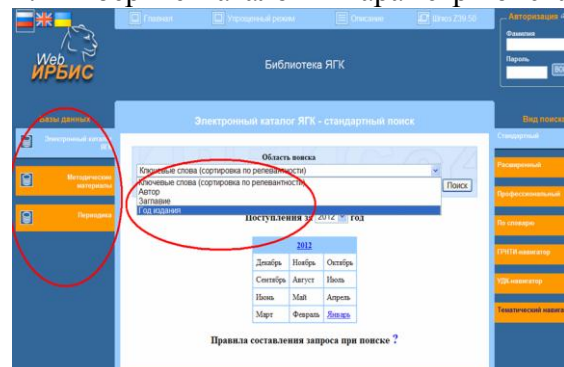 Главная
Упрощенный режим
Описание
Шлюз Z39.50
Авторизация
Фамилия
Пароль
Web
ИРБИС
Библиотека ЯГК
Базы данных
Электронный каталог ЯГК
Методические материалы
Периодика
Электронный каталог ЯГК - стандартный поиск
Область поиска
Ключевые слова (сортировка по релевантности)
Ключевые слова (сортировка по релевантности)
Автор
Заглавие
Год издания
Поиск
Поступления за 2012 год
2012
Декабрь Ноябрь Октябрь
Сентябрь Август Июль
Июнь Май Апрель
Март Февраль Январь
Правила составления запроса при поиске ?
Вид поиска
Стандартный
Расширенный
Профессиональный
По словарю
ГРНТИ-навигатор
УДК-навигатор
Тематический